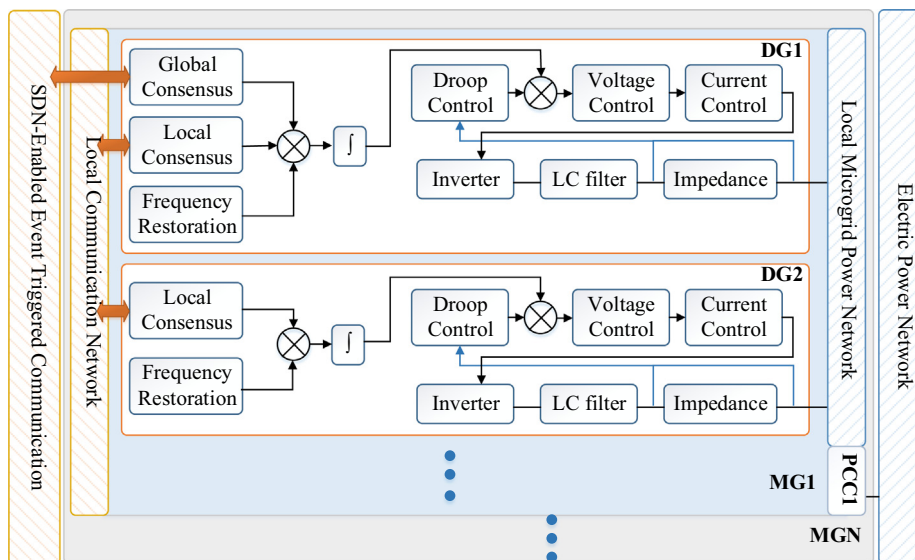 SDN-Enabled Event Triggered Communication
Local Communication Network
DG1
Global
Consensus
Local
Consensus
Frequency
Restoration
∫
Droop
Control
Voltage
Control
Current
Control
Inverter
LC filter
Impedance
DG2
Local
Consensus
Frequency
Restoration
∫
Droop
Control
Voltage
Control
Current
Control
Inverter
LC filter
Impedance
Local Microgrid Power Network
Electric Power Network
PCC1
MG1
MGN